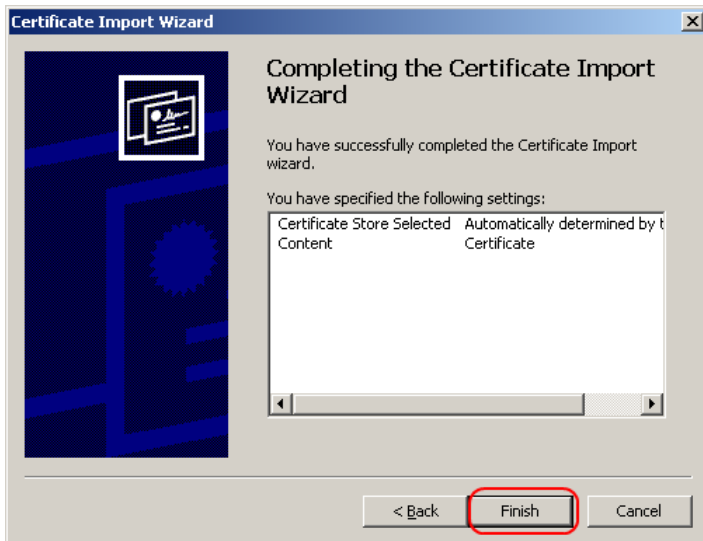 Certificate Import Wizard
Completing the Certificate Import
Wizard
You have successfully completed the Certificate Import
wizard.
You have specified the following settings:
Certificate Store Selected Automatically determined by t
Content Certificate
< Back Finish Cancel